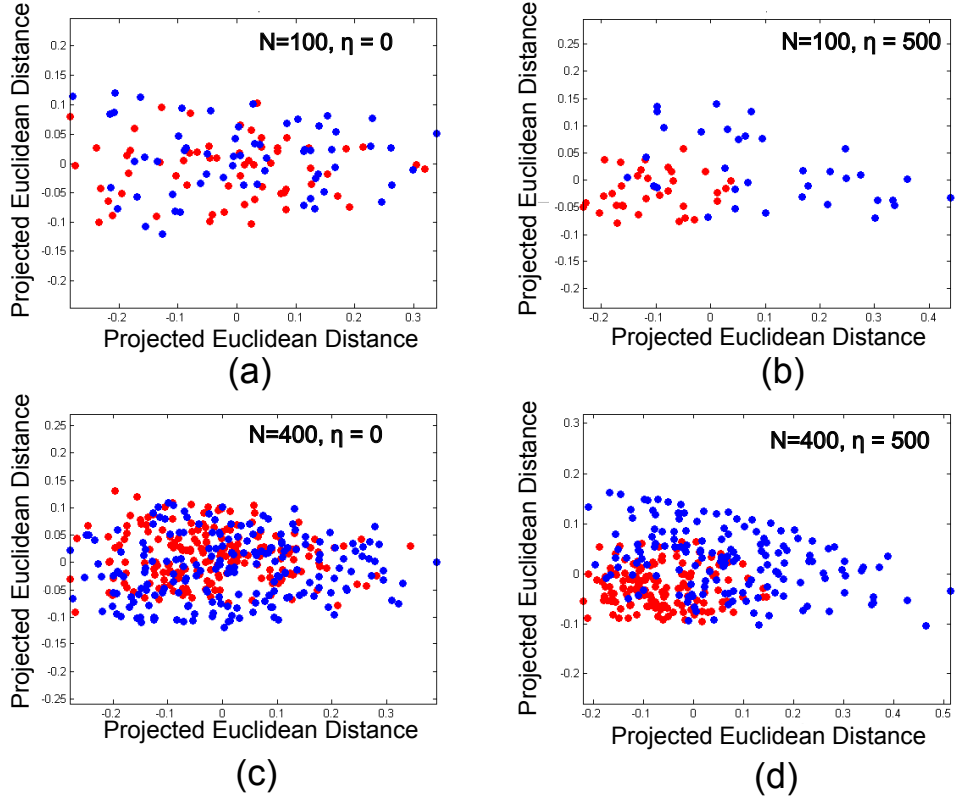 N=100, η = 0
Projected Euclidean Distance
0.2
0.15
0.1
0.05
0
-0.05
-0.1
-0.15
-0.2
-0.2 -0.1 0 0.1 0.2 0.3
Projected Euclidean Distance
(a)
N=100, η = 500
Projected Euclidean Distance
0.25
0.2
0.15
0.1
0.05
0
-0.05
-0.1
-0.15
-0.2
-0.2 -0.1 0 0.1 0.2 0.3 0.4
Projected Euclidean Distance
(b)
N=400, η = 0
Projected Euclidean Distance
0.25
0.2
0.15
0.1
0.05
0
-0.05
-0.1
-0.15
-0.2
-0.25
-0.2 -0.1 0 0.1 0.2 0.3
Projected Euclidean Distance
(c)
N=400, η = 500
Projected Euclidean Distance
0.3
0.2
0.1
0
-0.1
-0.2
-0.2 -0.1 0 0.1 0.2 0.3 0.4 0.5
Projected Euclidean Distance
(d)